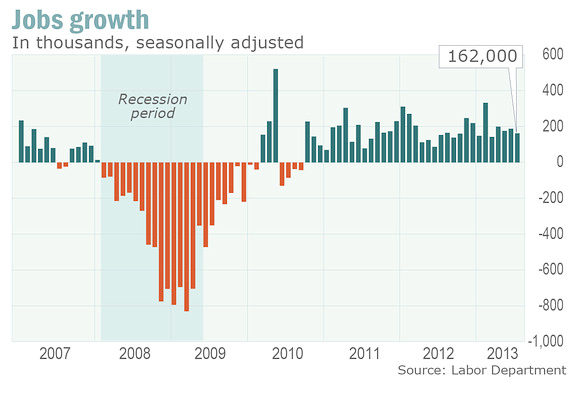 Jobs growth
In thousands, seasonally adjusted
162,000
Recession
period
600
400
200
0
-200
-400
-600
-800
-1,000
2007 2008 2009 2010 2011 2012 2013
Source: Labor Department